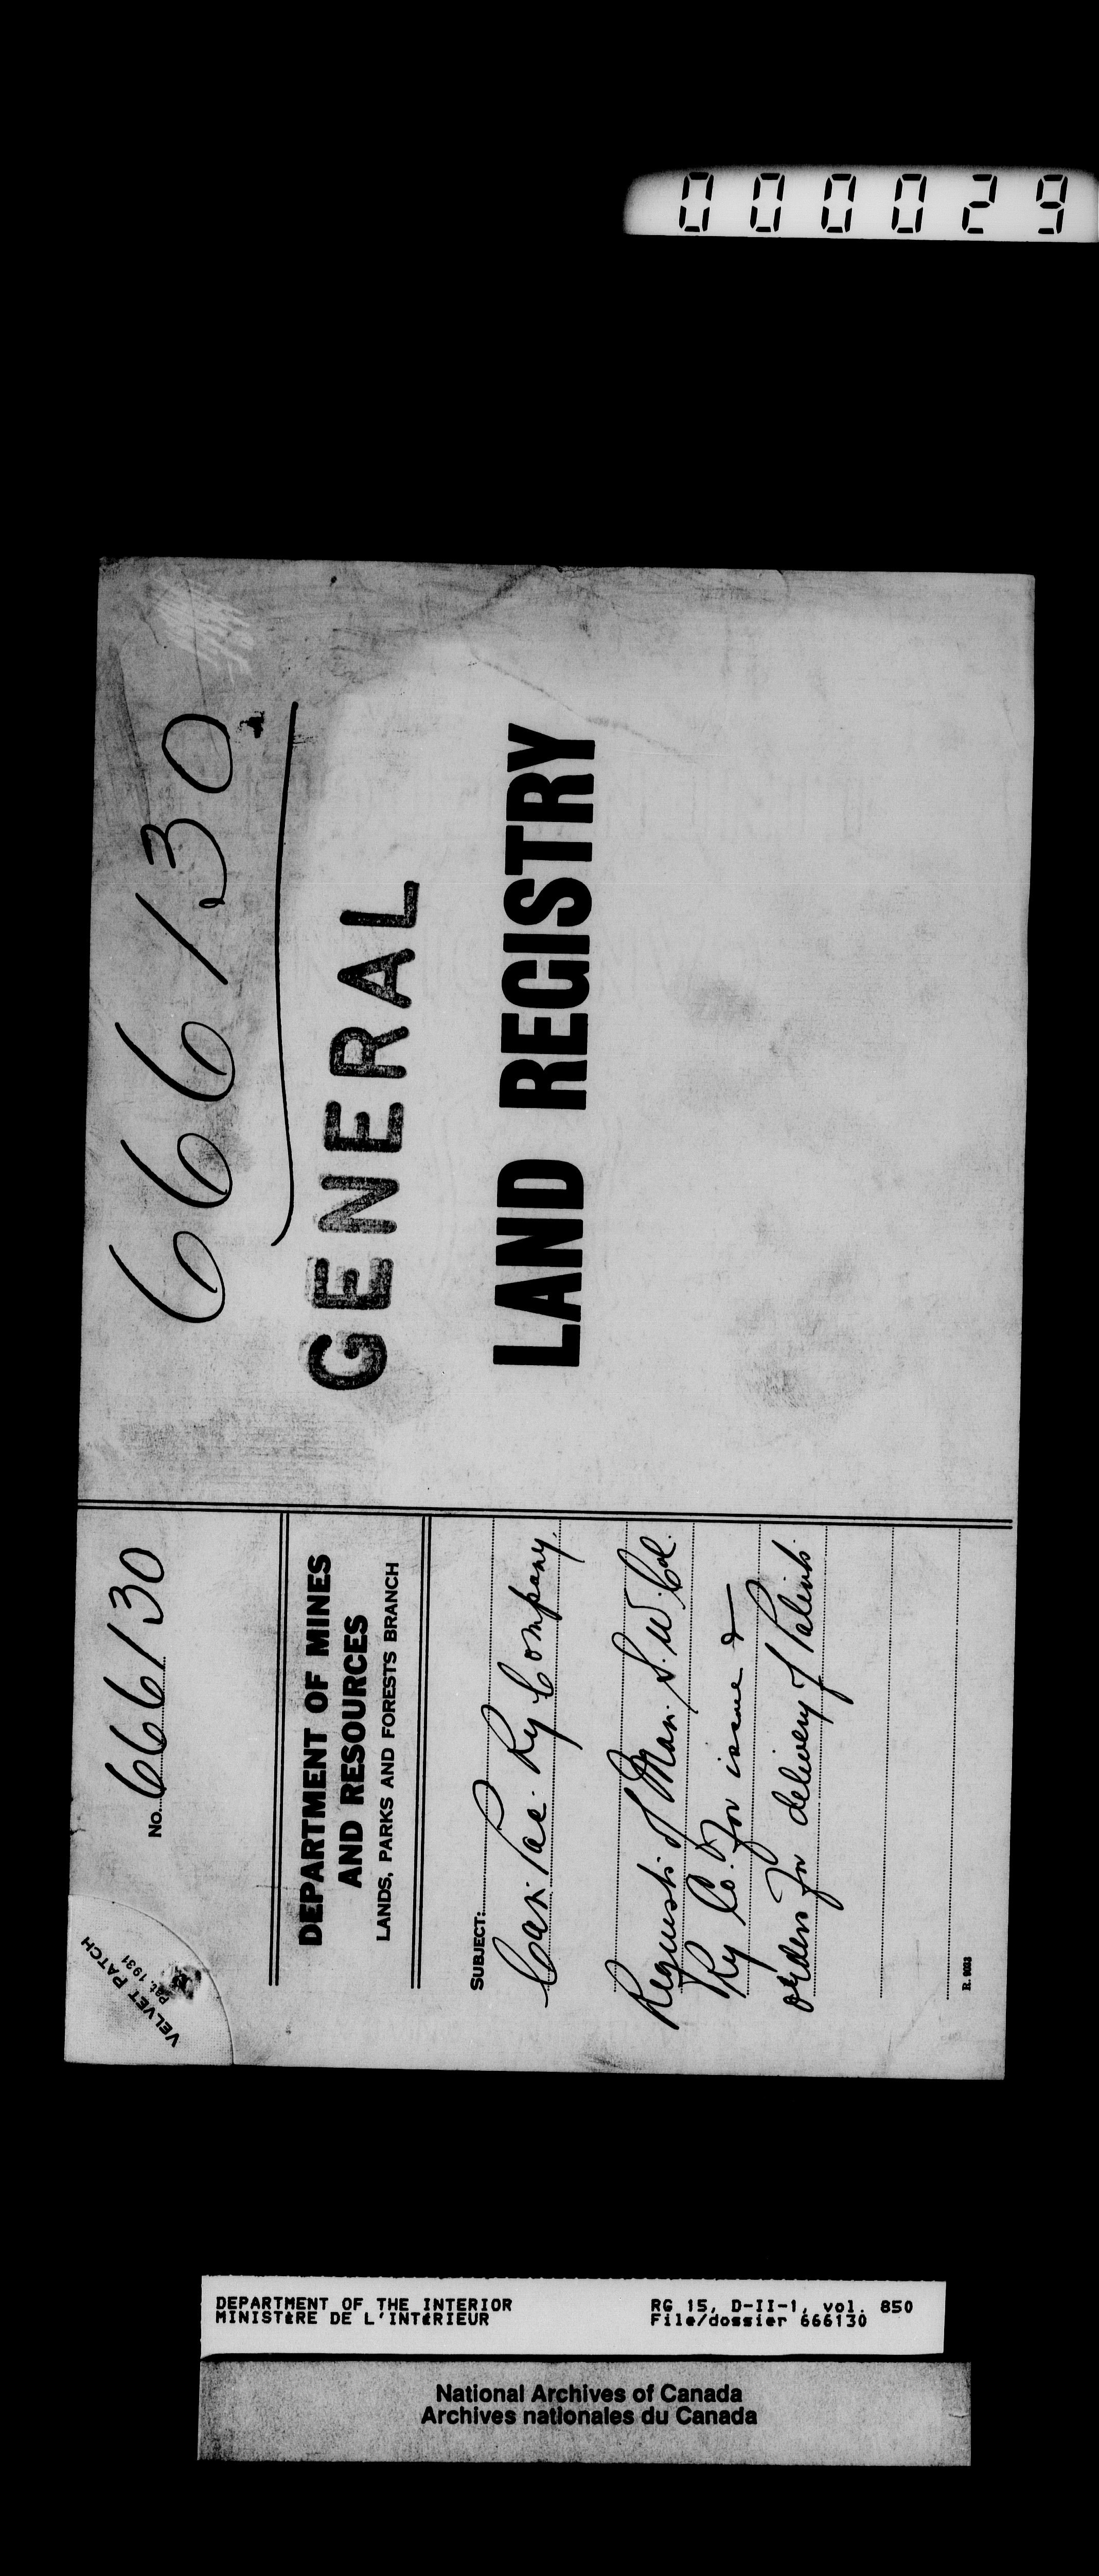 000029
VELVET PATCH
Pat. 1931
No. 666130
DEPARTMENT OF MINES
AND RESOURCES
LANDS, PARKS AND FORESTS BRANCH
SUBJECT:
Can. Pac. Ry Company.
Requests of Man. S. W. Col.
Ry Co. for issue &
orders for delivery of Patents.
R. 9033
666130
GENERAL
LAND REGISTRY
DEPARTMENT OF THE INTERIOR
MINISTÈRE DE L'INTÉRIEUR
RG 15, D-II-1, vol. 850
File/dossier 666130
National Archives of Canada
Archives nationales du Canada